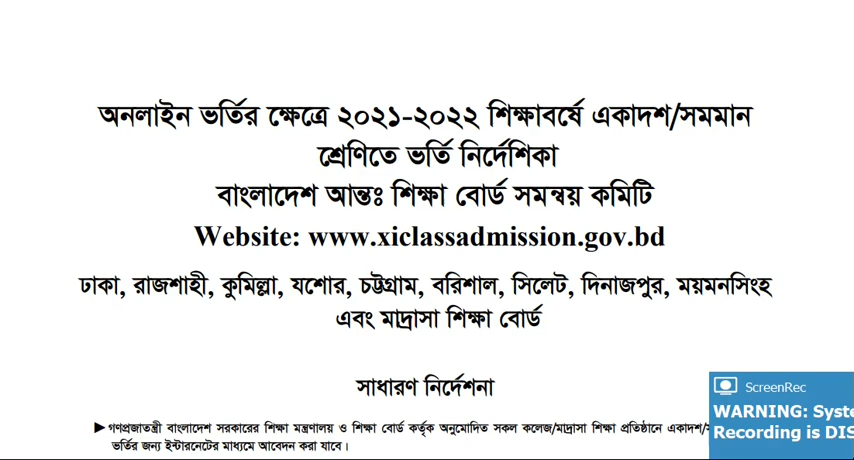 অনলাইন ভর্তির ক্ষেত্রে ২০২১-২০২২ শিক্ষাবর্ষে একাদশ/সমমান
শ্রেণিতে ভর্তি নির্দেশিকা
বাংলাদেশ আন্তঃ শিক্ষা বোর্ড সমন্বয় কমিটি
Website: www.xiclassadmission.gov.bd
ঢাকা, রাজশাহী, কুমিল্লা, যশোর, চট্টগ্রাম, বরিশাল, সিলেট, দিনাজপুর, ময়মনসিংহ
এবং মাদ্রাসা শিক্ষা বোর্ড
সাধারণ নির্দেশনা
►গণপ্রজাতন্ত্রী বাংলাদেশ সরকারের শিক্ষা মন্ত্রণালয় ও শিক্ষা বোর্ড কর্তৃক অনুমোদিত সকল কলেজ/মাদ্রাসা শিক্ষা প্রতিষ্ঠানে একাদশ/
ভর্তির জন্য ইন্টারনেটের মাধ্যমে আবেদন করা যাবে।
ScreenRec
WARNING: Syste
Recording is DIS